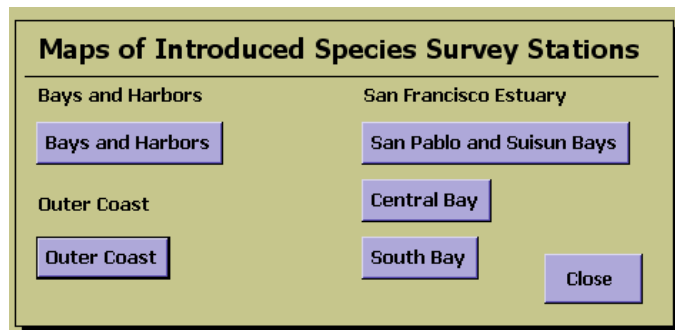 Maps of Introduced Species Survey Stations
Bays and Harbors
Bays and Harbors
Outer Coast
Outer Coast
San Francisco Estuary
San Pablo and Suisun Bays
Central Bay
South Bay
Close